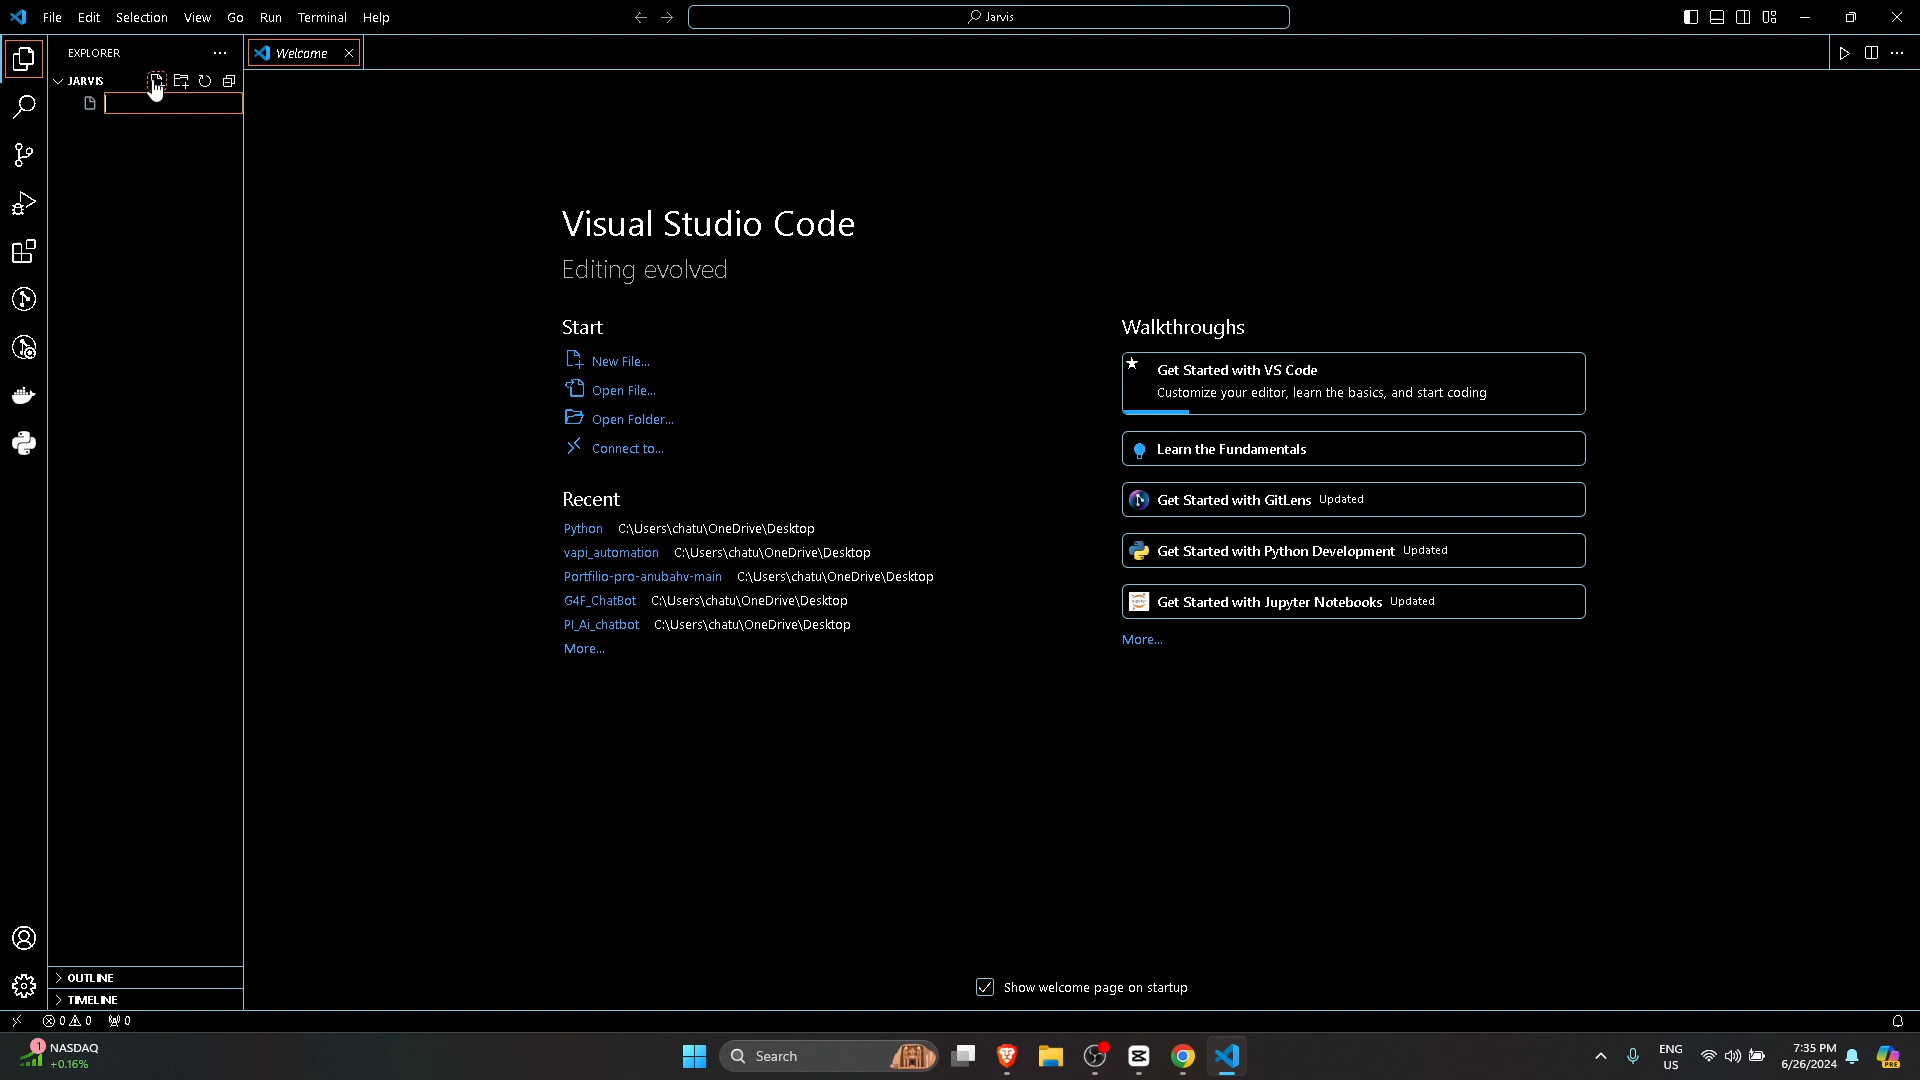 File Edit Selection View Go Run Terminal Help
Jarvis
EXPLORER
Welcome
JARVIS
Visual Studio Code
Editing evolved
Start
New File...
Open File...
Open Folder...
Connect to...
Recent
Python C:\Users\chatu\OneDrive\Desktop
vapi_automation C:\Users\chatu\OneDrive\Desktop
Portfilio-pro-anubahv-main C:\Users\chatu\OneDrive\Desktop
G4F_ChatBot C:\Users\chatu\OneDrive\Desktop
PI_Ai_chatbot C:\Users\chatu\OneDrive\Desktop
More...
Walkthroughs
Get Started with VS Code
Customize your editor, learn the basics, and start coding
Learn the Fundamentals
Get Started with GitLens Updated
Get Started with Python Development Updated
Get Started with Jupyter Notebooks Updated
More...
Show welcome page on startup
OUTLINE
TIMELINE
0 0 0
1 NASDAQ
+0.16%
Search
ENG
US
7:35 PM
6/26/2024
PRE